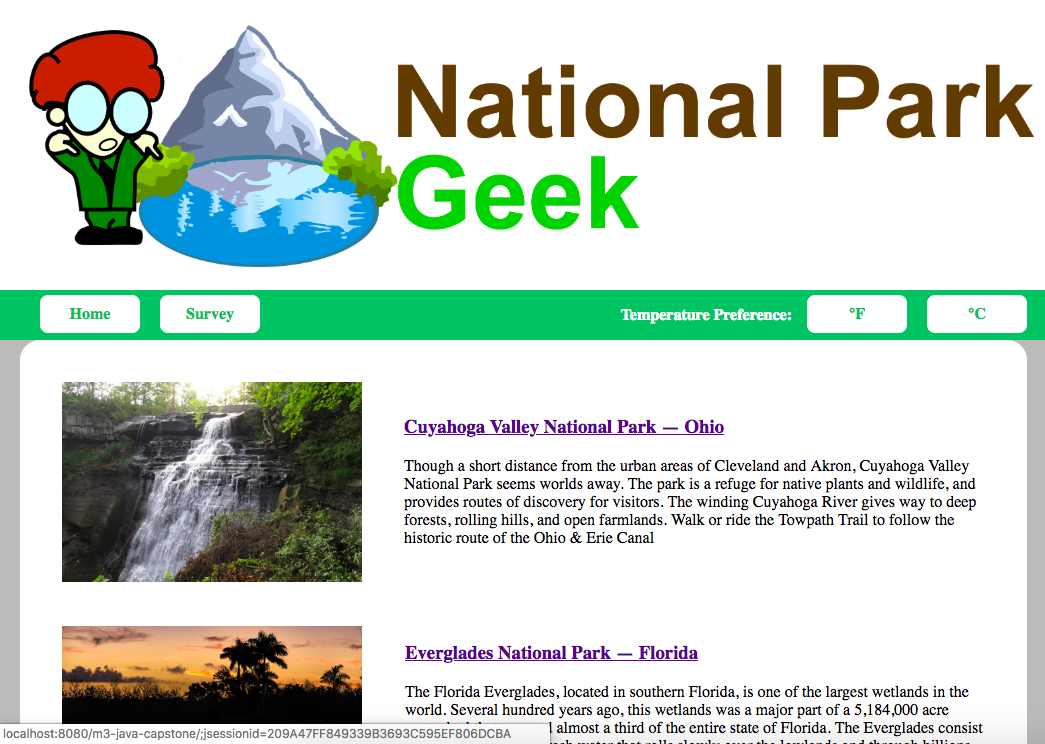 National Park
Geek
Home
Survey
Temperature Preference:
°F
°C
Cuyahoga Valley National Park — Ohio
Though a short distance from the urban areas of Cleveland and Akron, Cuyahoga Valley
National Park seems worlds away. The park is a refuge for native plants and wildlife, and
provides routes of discovery for visitors. The winding Cuyahoga River gives way to deep
forests, rolling hills, and open farmlands. Walk or ride the Towpath Trail to follow the
historic route of the Ohio & Erie Canal
Everglades National Park — Florida
The Florida Everglades, located in southern Florida, is one of the largest wetlands in the
world. Several hundred years ago, this wetlands was a major part of a 5,184,000 acre
almost a third of the entire state of Florida. The Everglades consist
localhost:8080/m3-java-capstone/;jsessionid=209A47FF849339B3693C595EF806DCBA